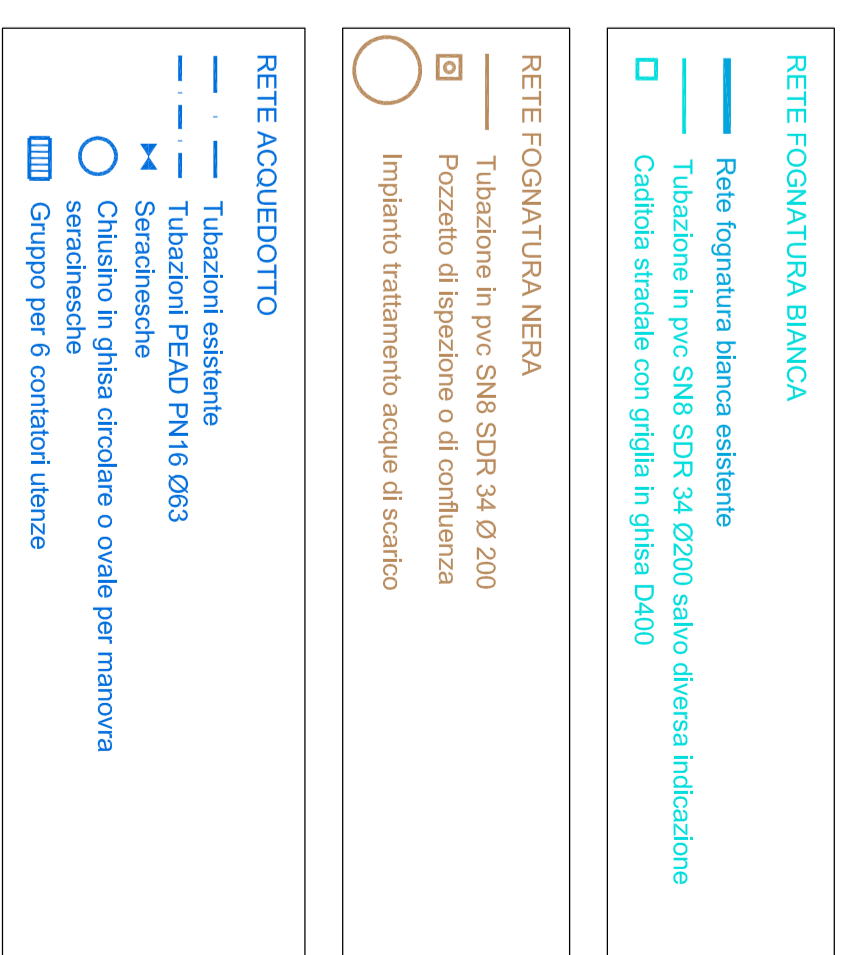 RETE FOGNATURA BIANCA
Rete fognatura bianca esistente
Tubazione in pvc SN8 SDR 34 Ø200 salvo diversa indicazione
Caditoia stradale con griglia in ghisa D400
RETE FOGNATURA NERA
Tubazione in pvc SN8 SDR 34 Ø 200
Pozzetto di ispezione o di confluenza
Impianto trattamento acque di scarico
RETE ACQUEDOTTO
Tubazioni esistente
Tubazioni PEAD PN16 Ø63
Seracinesche
Chiusino in ghisa circolare o ovale per manovra
seracinesche
Gruppo per 6 contatori utenze